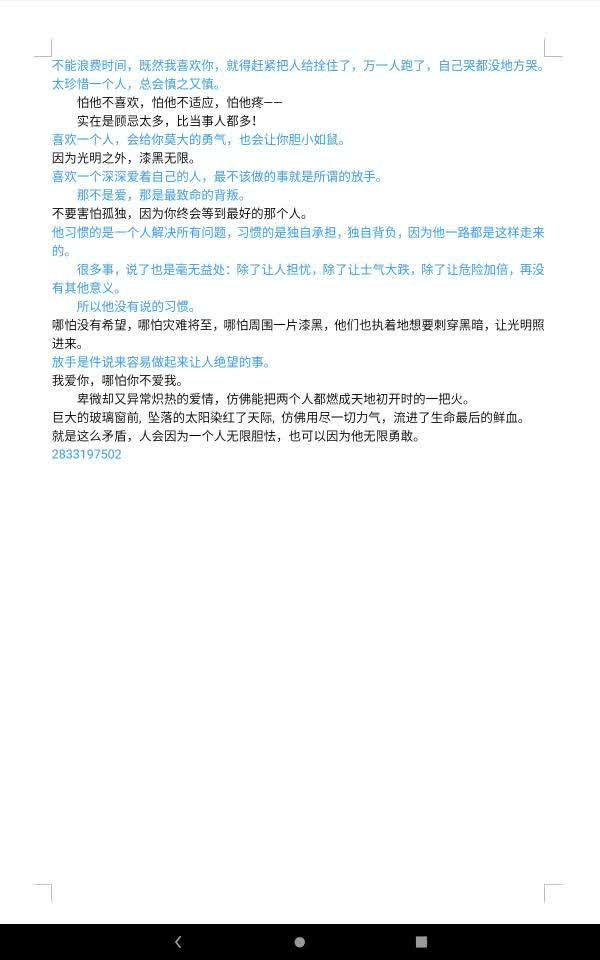 不能浪费时间，既然我喜欢你，就得赶紧把人给拴住了，万一人跑了，自己哭都没地方哭。
太珍惜一个人，总会慎之又慎。
怕他不喜欢，怕他不适应，怕他疼——
实在是顾忌太多，比当事人都多！
喜欢一个人，会给你莫大的勇气，也会让你胆小如鼠。
因为光明之外，漆黑无限。
喜欢一个深深爱着自己的人，最不该做的事就是所谓的放手。
那不是爱，那是最致命的背叛。
不要害怕孤独，因为你终会等到最好的那个人。
他习惯的是一个人解决所有问题，习惯的是独自承担，独自背负，因为他一路都是这样走来
的。
很多事，说了也是毫无益处：除了让人担忧，除了让士气大跌，除了让危险加倍，再没
有其他意义。
所以他没有说的习惯。
哪怕没有希望，哪怕灾难将至，哪怕周围一片漆黑，他们也执着地想要刺穿黑暗，让光明照
进来。
放手是件说来容易做起来让人绝望的事。
我爱你，哪怕你不爱我。
卑微却又异常炽热的爱情，仿佛能把两个人都燃成天地初开时的一把火。
巨大的玻璃窗前, 坠落的太阳染红了天际, 仿佛用尽一切力气，流进了生命最后的鲜血。
就是这么矛盾，人会因为一个人无限胆怯，也可以因为他无限勇敢。
2833197502